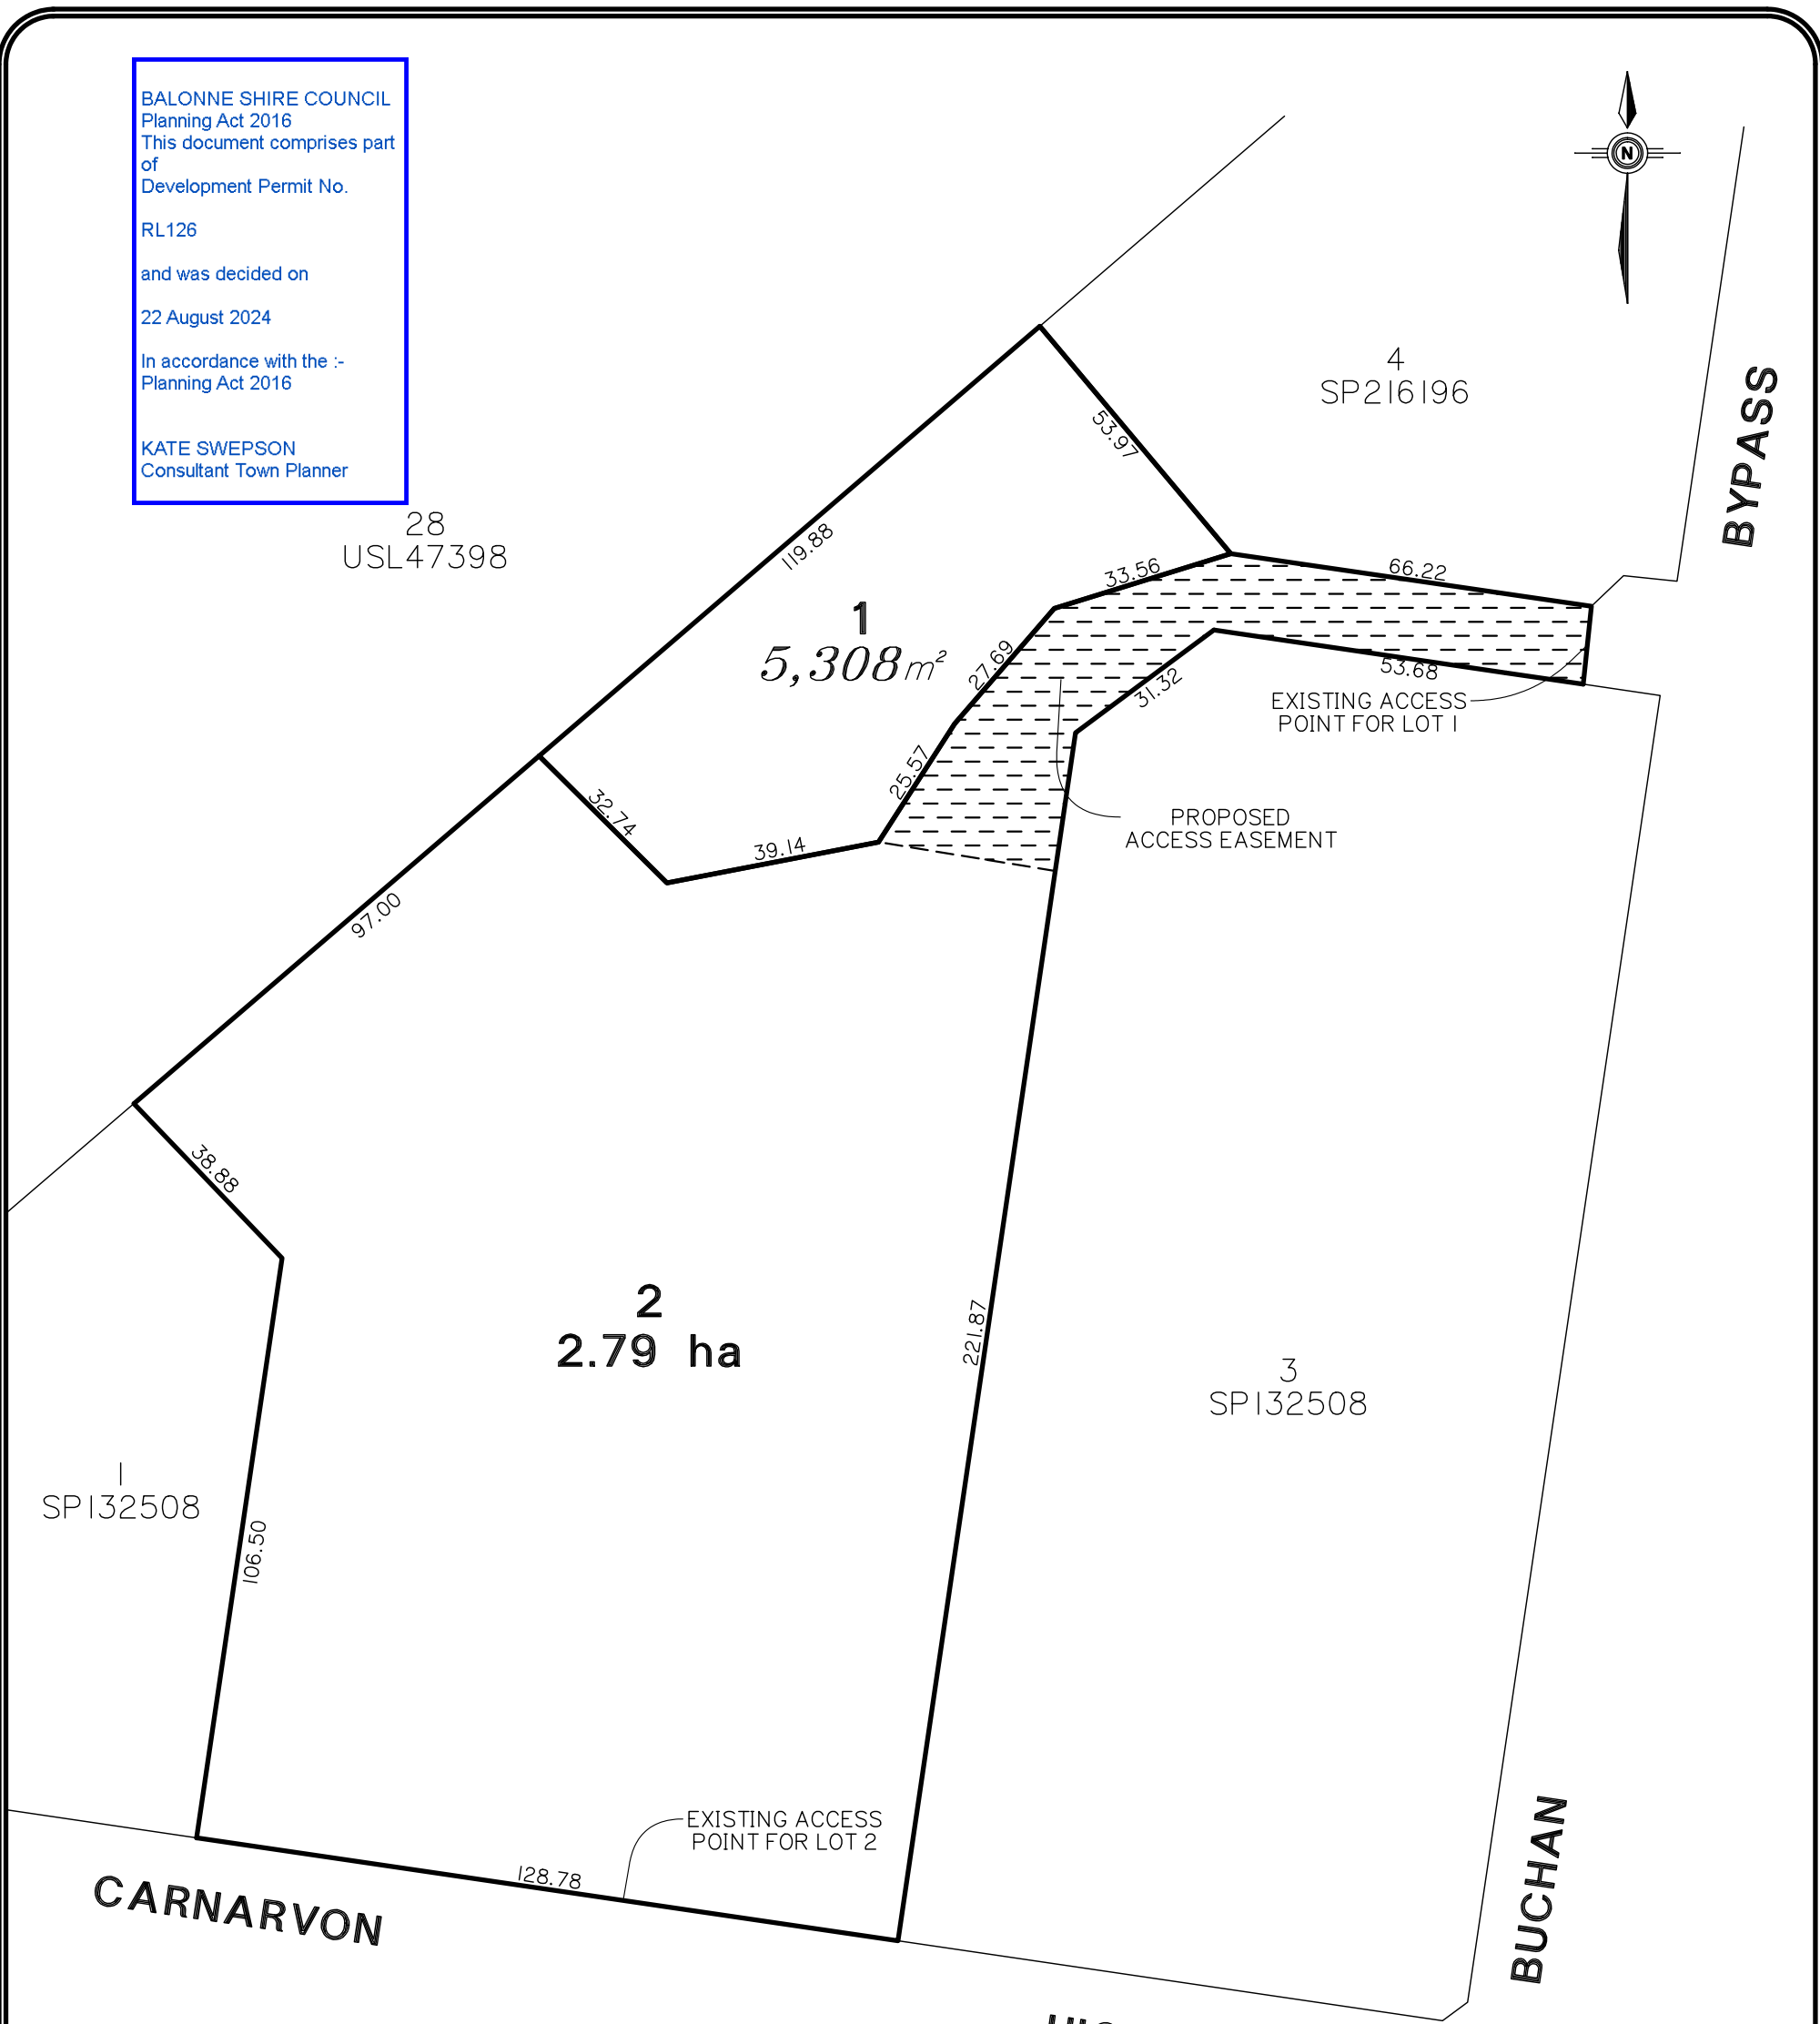 BALONNE SHIRE COUNCIL
Planning Act 2016
This document comprises part
of
Development Permit No.
RL126
and was decided on
22 August 2024
In accordance with the :-
Planning Act 2016
KATE SWEPSON
Consultant Town Planner
N
28
USL47398
4
SP216196
BYPASS
53.97
119.88
33.56
66.22
1
5,308m²
27.69
31.32
53.68
EXISTING ACCESS
POINT FOR LOT 1
25.57
32.74
39.14
PROPOSED
ACCESS EASEMENT
97.00
38.88
2
2.79 ha
221.87
3
SP132508
1
SP132508
106.50
EXISTING ACCESS
POINT FOR LOT 2
128.78
CARNARVON
BUCHAN